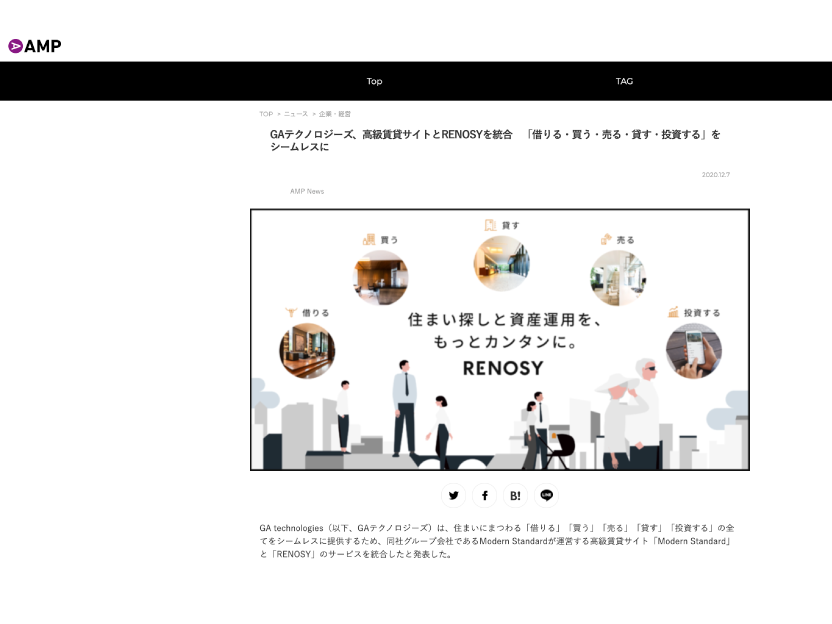 AMP
Top
TAG
TOP > ニュース > 企業・経営
GAテクノロジーズ、高級賃貸サイトとRENOSYを統合 「借りる・買う・売る・貸す・投資する」を
シームレスに
2020.12.7
AMP News
貸す
買う
売る
借りる
投資する
住まい探しと資産運用を、
もっとカンタンに。
RENOSY
B!
LINE
GA technologies（以下、GAテクノロジーズ）は、住まいにまつわる「借りる」「買う」「売る」「貸す」「投資する」の全
てをシームレスに提供するため、同社グループ会社であるModern Standardが運営する高級賃貸サイト「Modern Standard」
と「RENOSY」のサービスを統合したと発表した。